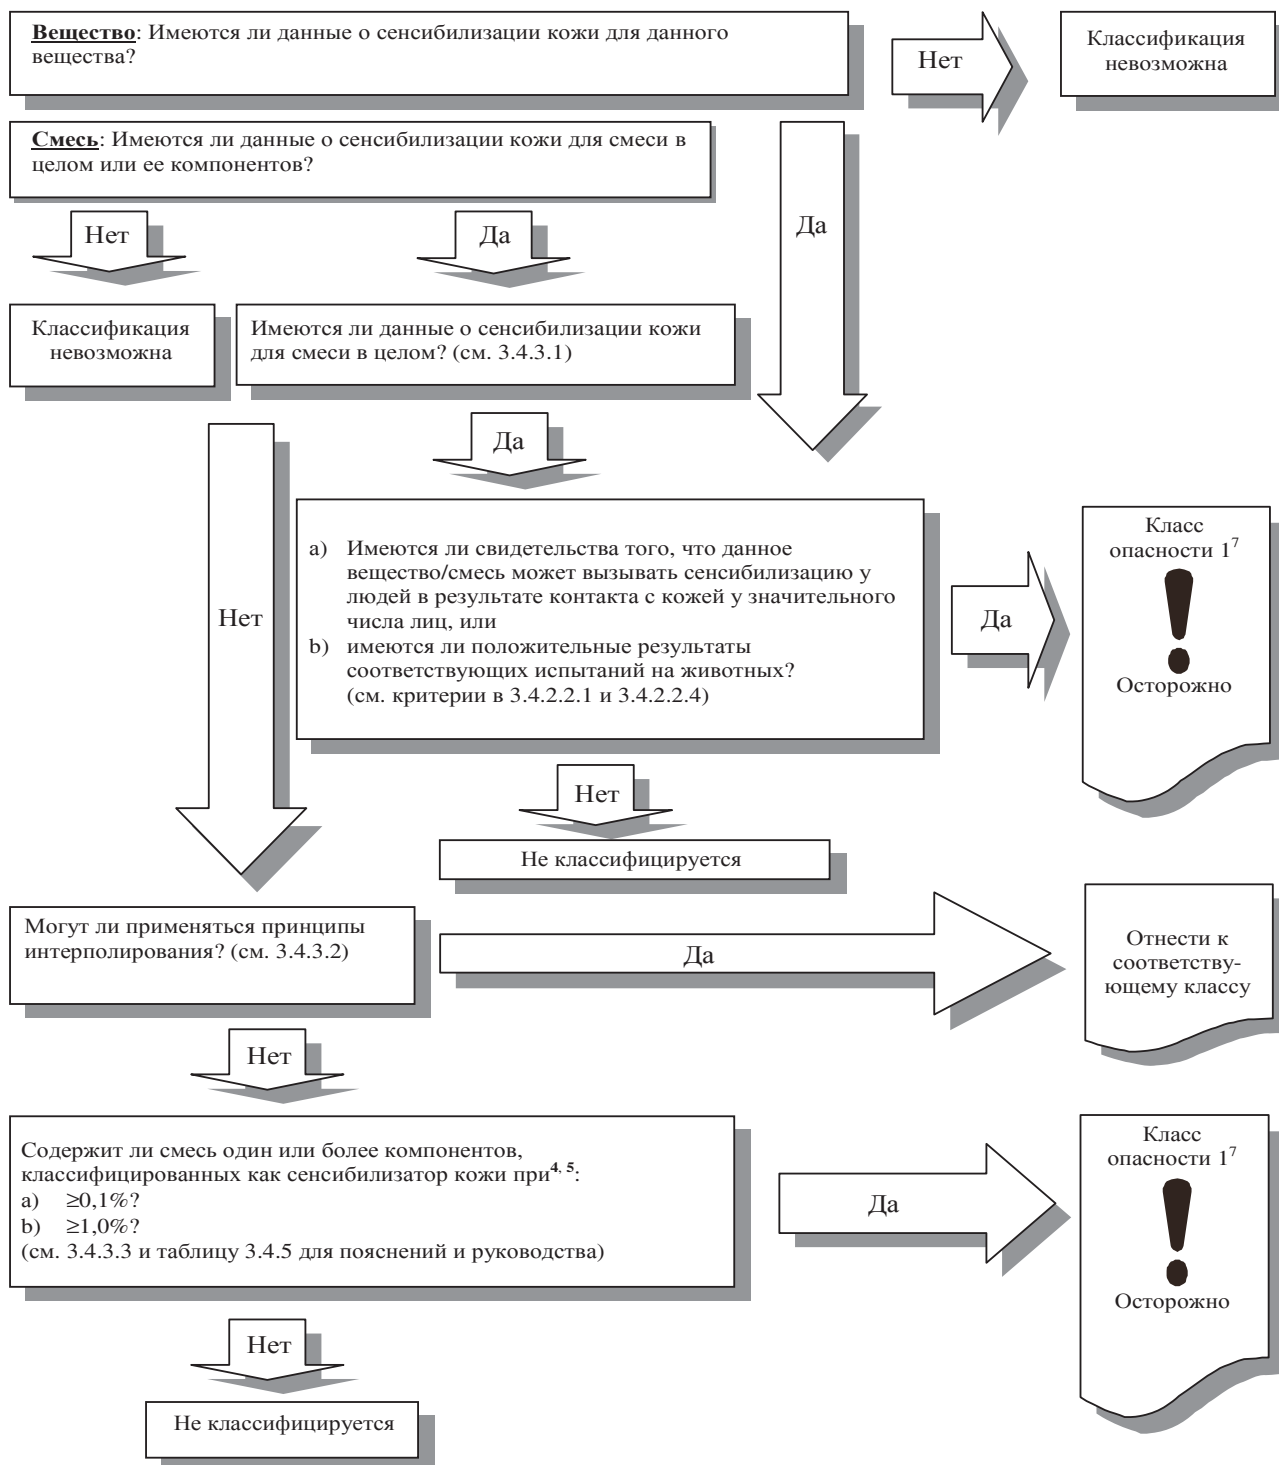 Вещество: Имеются ли данные о сенсибилизации кожи для данного
вещества?
Нет
Классификация
невозможна
Смесь: Имеются ли данные о сенсибилизации кожи для смеси в
целом или ее компонентов?
Нет
Да
Да
Классификация
невозможна
Имеются ли данные о сенсибилизации кожи
для смеси в целом? (см. 3.4.3.1)
Да
Нет
a) Имеются ли свидетельства того, что данное
вещество/смесь может вызывать сенсибилизацию у
людей в результате контакта с кожей у значительного
числа лиц, или
b) имеются ли положительные результаты
соответствующих испытаний на животных?
(см. критерии в 3.4.2.2.1 и 3.4.2.2.4)
Да
Класс
опасности 1⁷
Осторожно
Нет
Не классифицируется
Могут ли применяться принципы
интерполирования? (см. 3.4.3.2)
Да
Отнести к
соответству-
ющему классу
Нет
Содержит ли смесь один или более компонентов,
классифицированных как сенсибилизатор кожи при⁴, ⁵:
a) ≥0,1%?
b) ≥1,0%?
(см. 3.4.3.3 и таблицу 3.4.5 для пояснений и руководства)
Да
Класс
опасности 1⁷
Осторожно
Нет
Не классифицируется